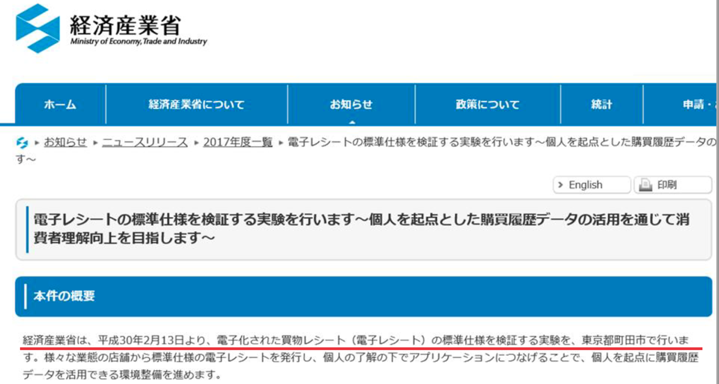 経済産業省
Ministry of Economy, Trade and Industry
ホーム
経済産業省について
お知らせ
政策について
統計
申請・
お知らせ ▸ ニュースリリース ▸ 2017年度一覧 ▸ 電子レシートの標準仕様を検証する実験を行います～個人を起点とした購買履歴データの
す～
English
印刷
電子レシートの標準仕様を検証する実験を行います～個人を起点とした購買履歴データの活用を通じて消
費者理解向上を目指します～
本件の概要
経済産業省は、平成30年2月13日より、電子化された買物レシート（電子レシート）の標準仕様を検証する実験を、東京都町田市で行いま
す。様々な業態の店舗から標準仕様の電子レシートを発行し、個人の了解の下でアプリケーションにつなげることで、個人を起点に購買履歴
データを活用できる環境整備を進めます。